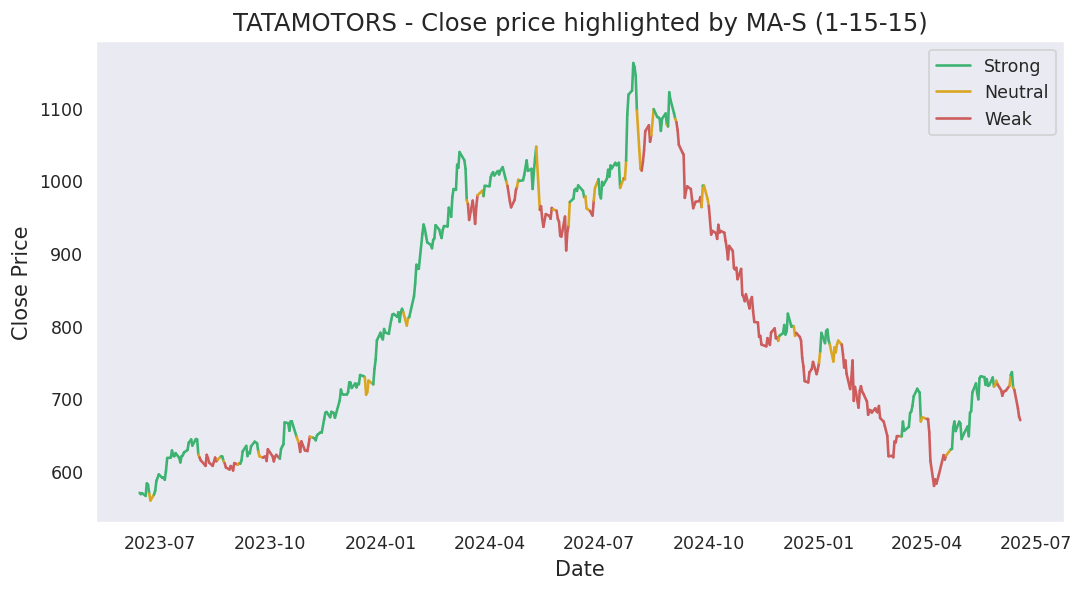 TATAMOTORS - Close price highlighted by MA-S (1-15-15)
Strong
Neutral
Weak
Close Price
1100
1000
900
800
700
600
2023-07 2023-10 2024-01 2024-04 2024-07 2024-10 2025-01 2025-04 2025-07
Date